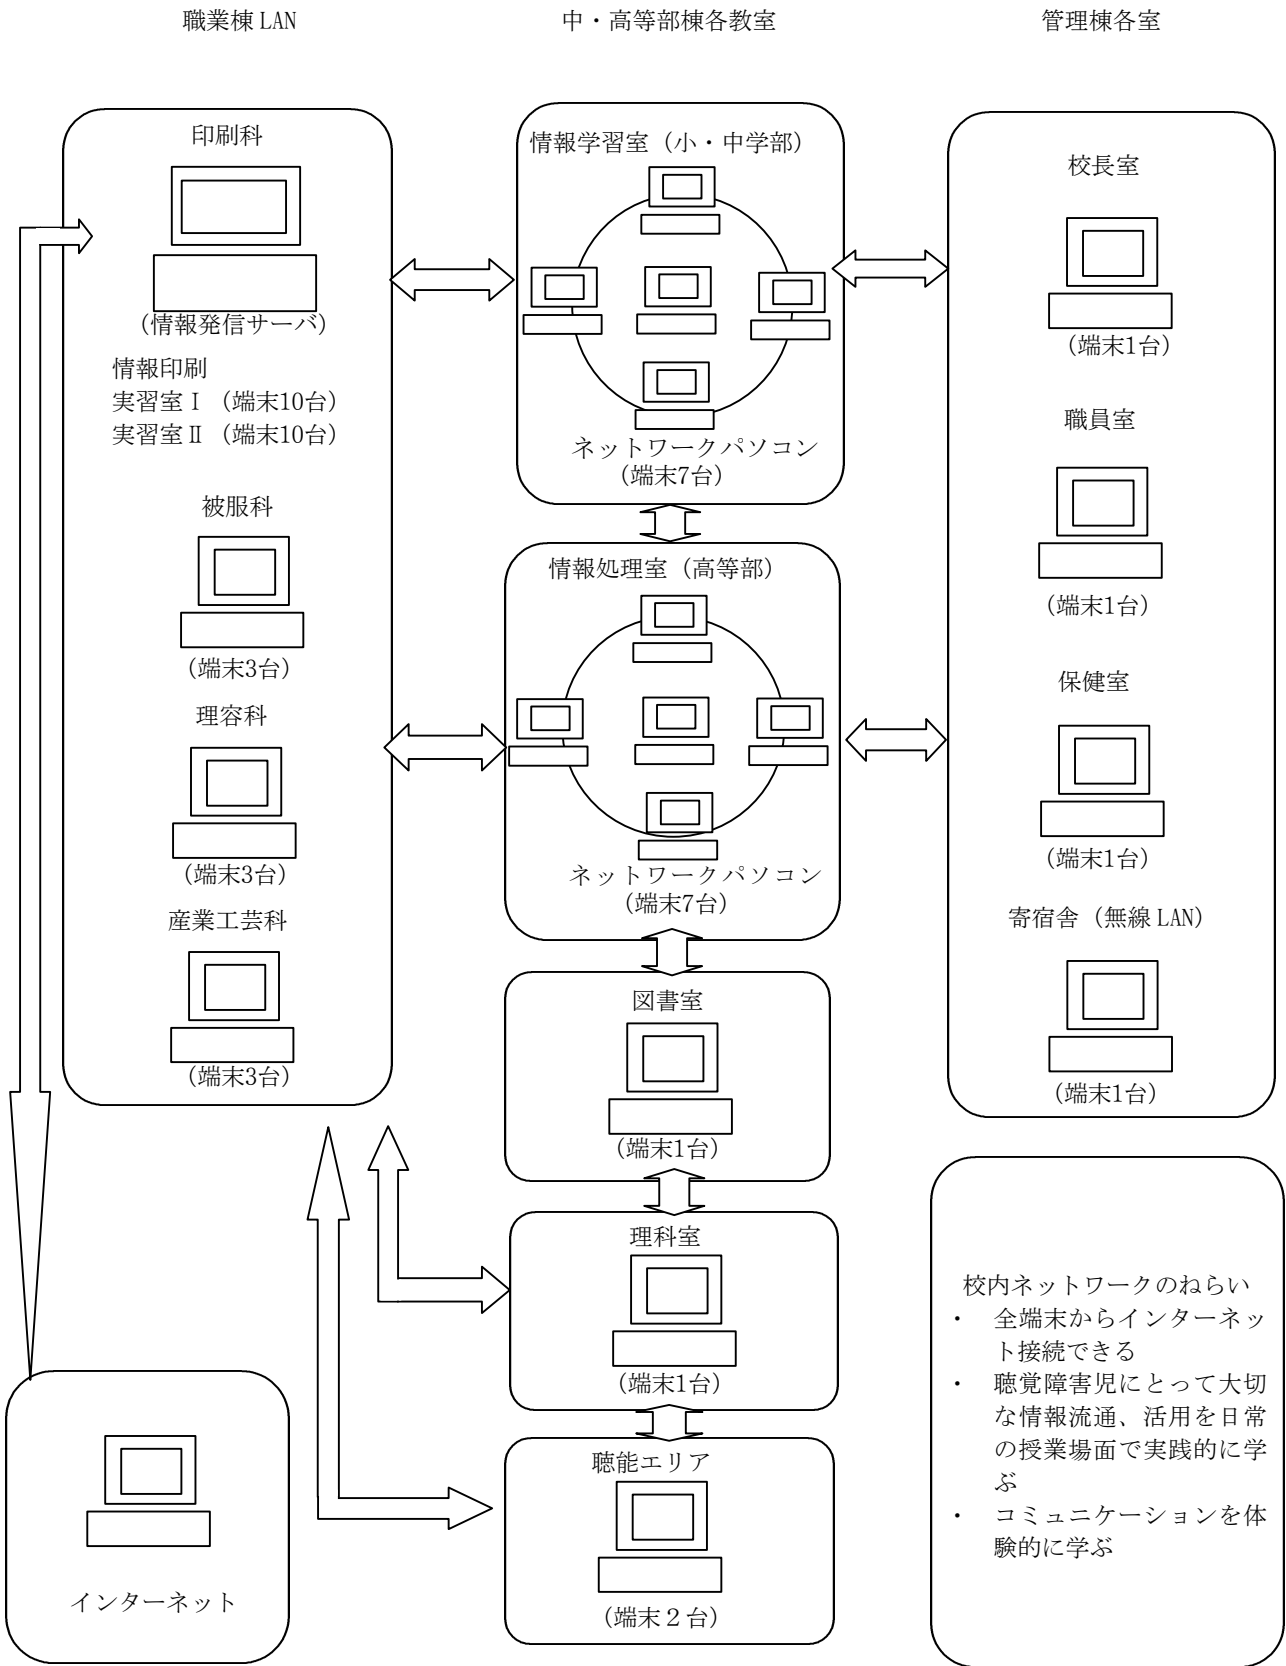 職業棟 LAN
中・高等部棟各教室
管理棟各室
印刷科
(情報発信サーバ)
情報印刷
実習室Ⅰ (端末10台)
実習室Ⅱ (端末10台)
被服科
(端末3台)
理容科
(端末3台)
産業工芸科
(端末3台)
インターネット
情報学習室 (小・中学部)
ネットワークパソコン
(端末7台)
情報処理室 (高等部)
ネットワークパソコン
(端末7台)
図書室
(端末1台)
理科室
(端末1台)
聴能エリア
(端末２台)
校長室
(端末1台)
職員室
(端末1台)
保健室
(端末1台)
寄宿舎 (無線 LAN)
(端末1台)
校内ネットワークのねらい
・ 全端末からインターネッ
ト接続できる
・ 聴覚障害児にとって大切
な情報流通、活用を日常
の授業場面で実践的に学
ぶ
・ コミュニケーションを体
験的に学ぶ